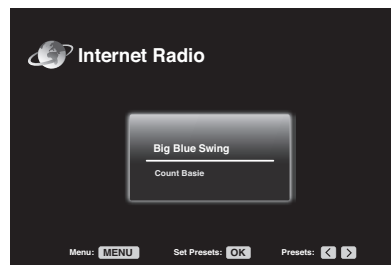 Internet Radio
Big Blue Swing
Count Basie
Menu: MENU Set Presets: OK Presets: < >